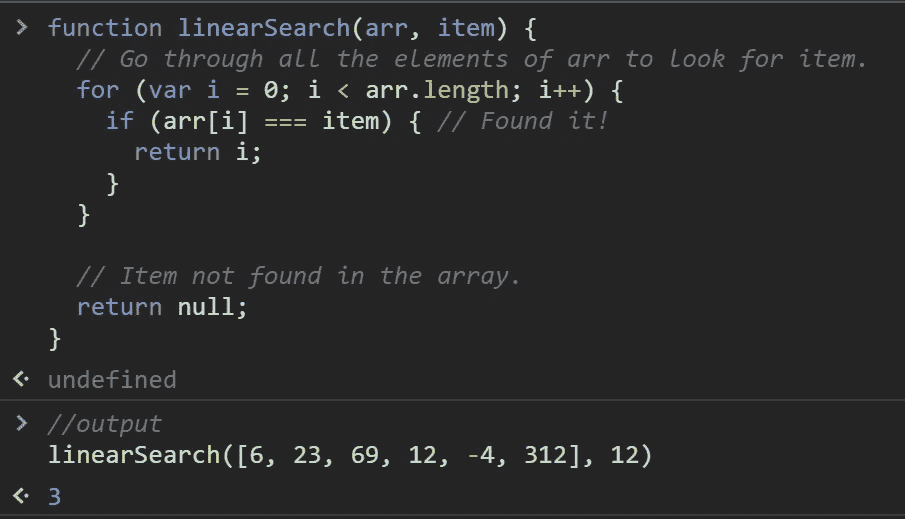 > function linearSearch(arr, item) {
  // Go through all the elements of arr to look for item.
  for (var i = 0; i < arr.length; i++) {
    if (arr[i] === item) { // Found it!
      return i;
    }
  }

  // Item not found in the array.
  return null;
}
undefined
> //output
linearSearch([6, 23, 69, 12, -4, 312], 12)
3